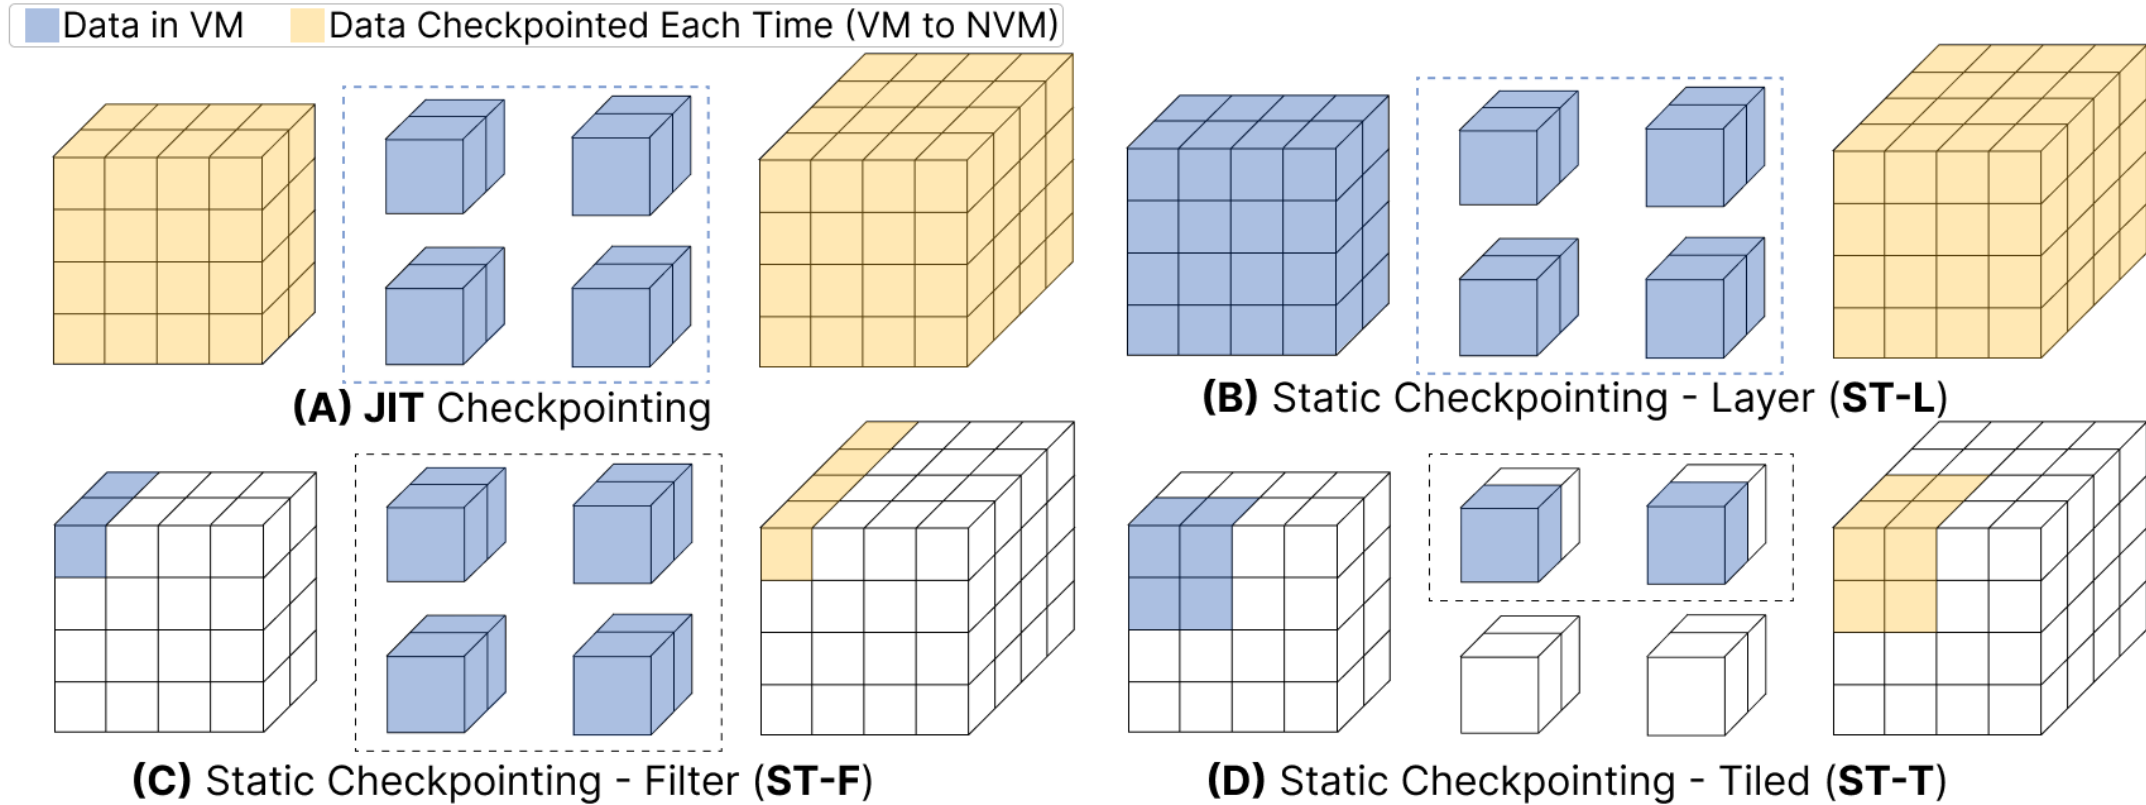 Data in VM
Data Checkpointed Each Time (VM to NVM)
(A) JIT Checkpointing
(B) Static Checkpointing - Layer (ST-L)
(C) Static Checkpointing - Filter (ST-F)
(D) Static Checkpointing - Tiled (ST-T)